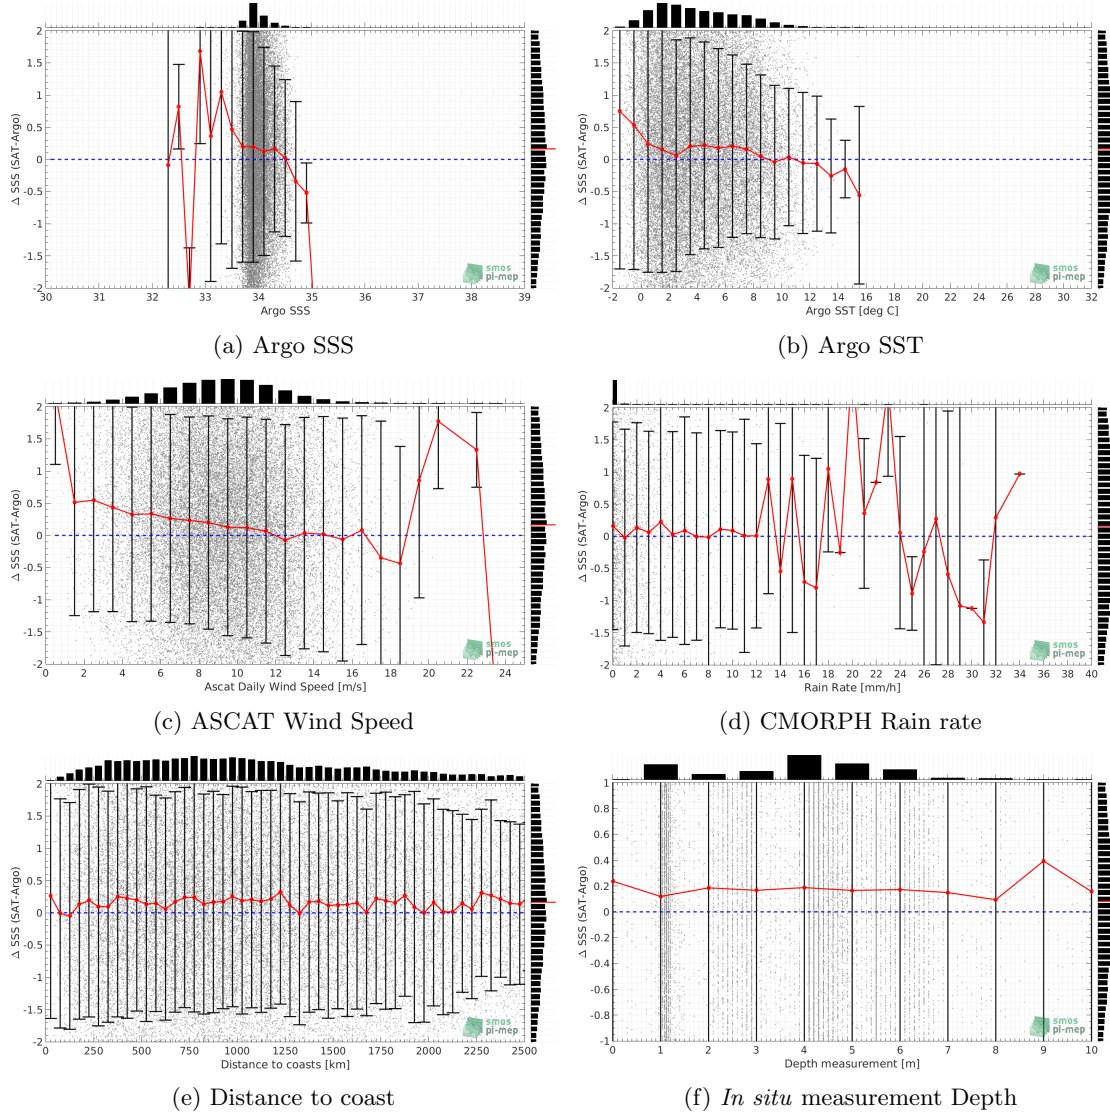 2
1.5
1
0.5
0
-0.5
-1
-1.5
-2
Δ SSS (SAT-Argo)
30 31 32 33 34 35 36 37 38 39
Argo SSS
smos
pi-mep
(a) Argo SSS
2
1.5
1
0.5
0
-0.5
-1
-1.5
-2
Δ SSS (SAT-Argo)
-2 0 2 4 6 8 10 12 14 16 18 20 22 24 26 28 30 32
Argo SST [deg C]
smos
pi-mep
(b) Argo SST
2
1.5
1
0.5
0
-0.5
-1
-1.5
-2
Δ SSS (SAT-Argo)
0 2 4 6 8 10 12 14 16 18 20 22 24
Ascat Daily Wind Speed [m/s]
smos
pi-mep
(c) ASCAT Wind Speed
2
1.5
1
0.5
0
-0.5
-1
-1.5
-2
Δ SSS (SAT-Argo)
0 2 4 6 8 10 12 14 16 18 20 22 24 26 28 30 32 34 36 38 40
Rain Rate [mm/h]
smos
pi-mep
(d) CMORPH Rain rate
2
1.5
1
0.5
0
-0.5
-1
-1.5
-2
Δ SSS (SAT-Argo)
0 250 500 750 1000 1250 1500 1750 2000 2250 2500
Distance to coasts [km]
smos
pi-mep
(e) Distance to coast
1
0.8
0.6
0.4
0.2
0
-0.2
-0.4
-0.6
-0.8
-1
Δ SSS (SAT-Argo)
0 1 2 3 4 5 6 7 8 9 10
Depth measurement [m]
smos
pi-mep
(f) In situ measurement Depth